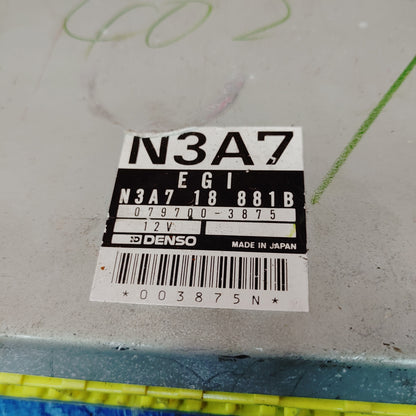 N3A7
EGI
N3A7 18 881B
079700-3875
12V
DENSO MADE IN JAPAN
*003875N*